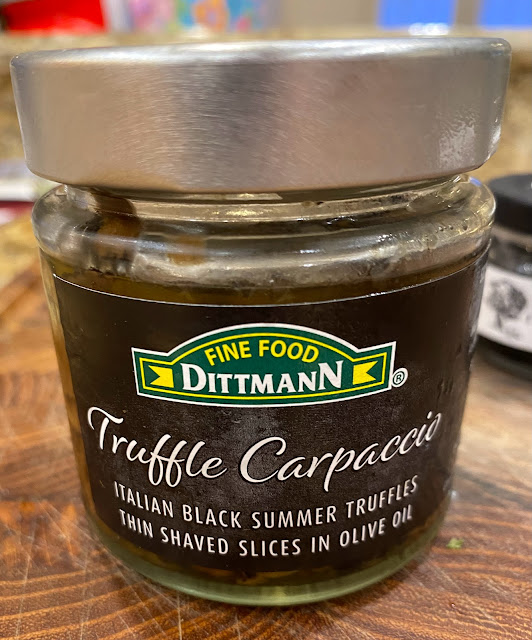 FINE FOOD
DITTMANN®
Truffle Carpaccio
ITALIAN BLACK SUMMER TRUFFLES
THIN SHAVED SLICES IN OLIVE OIL